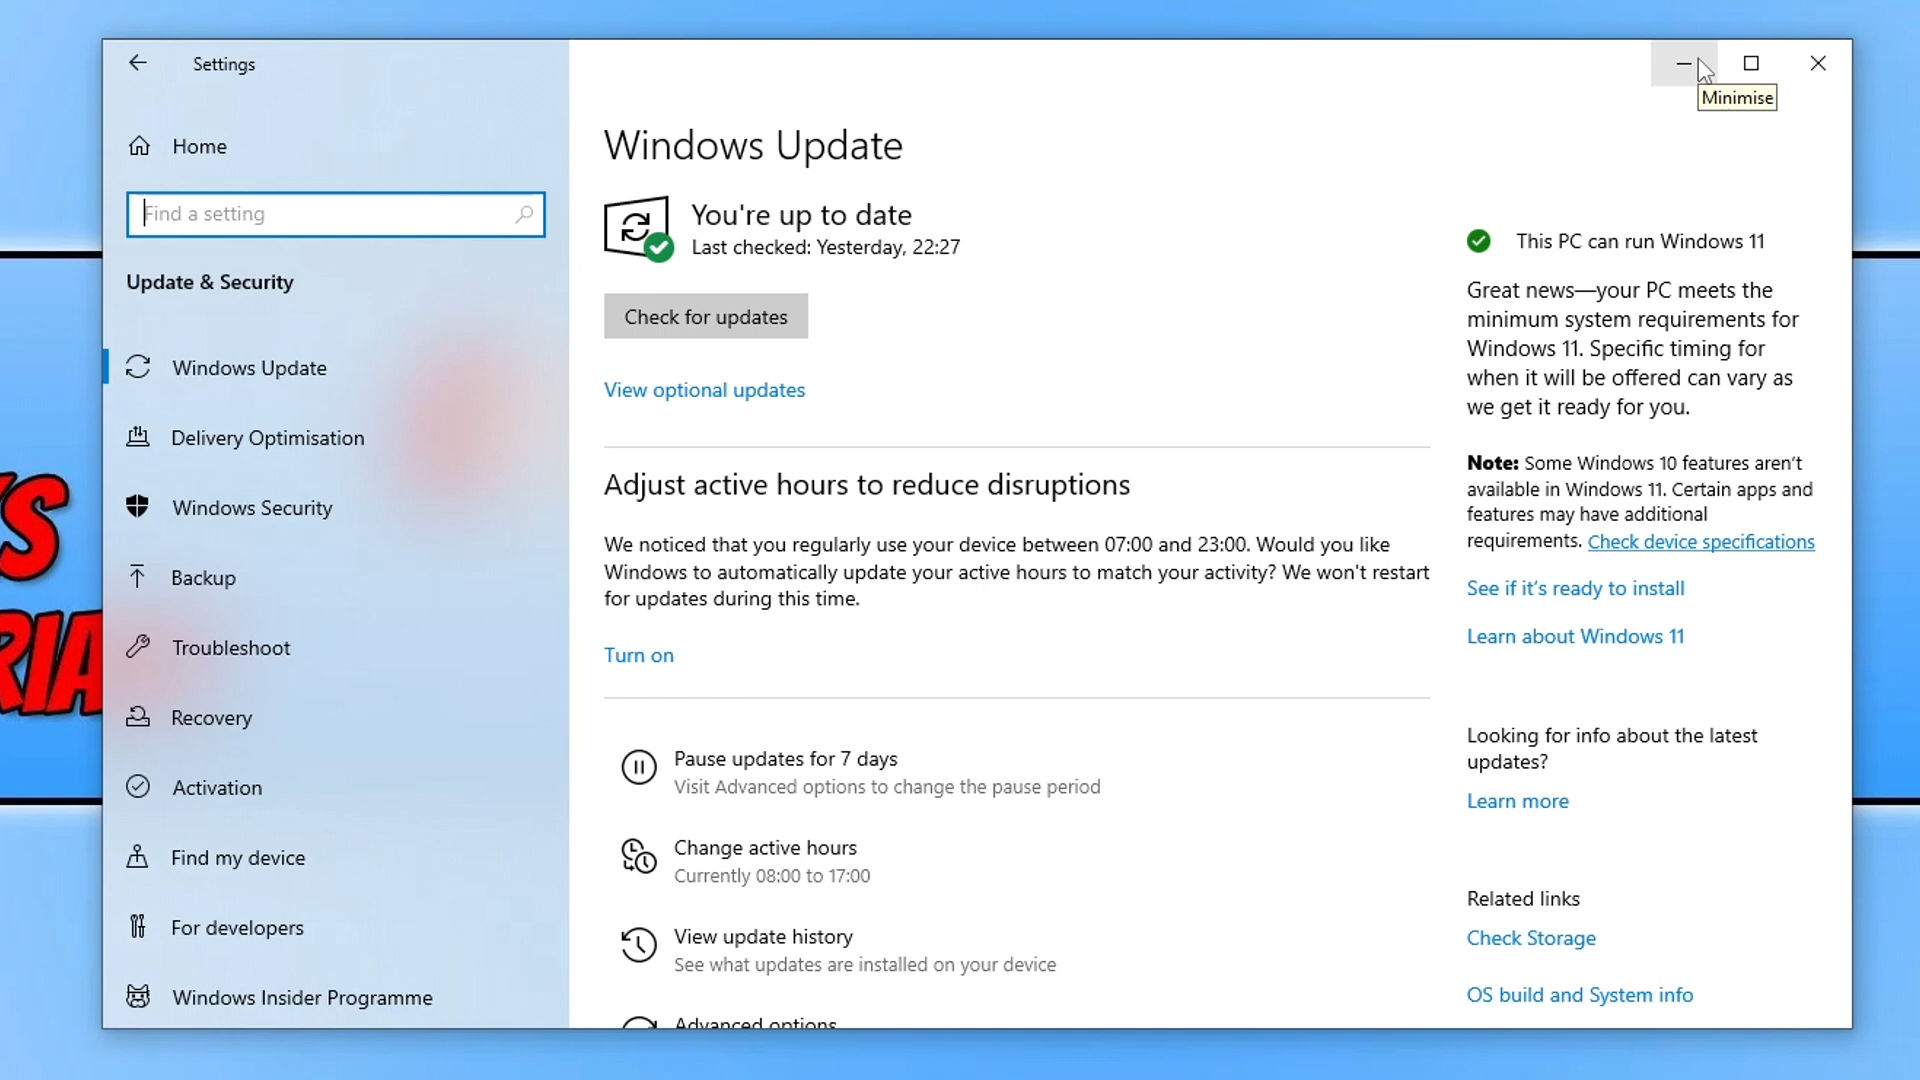 Settings
Minimise
Home
Find a setting
Update & Security
Windows Update
Delivery Optimisation
Windows Security
Backup
Troubleshoot
Recovery
Activation
Find my device
For developers
Windows Insider Programme
Windows Update
You're up to date
Last checked: Yesterday, 22:27
Check for updates
View optional updates
Adjust active hours to reduce disruptions
We noticed that you regularly use your device between 07:00 and 23:00. Would you like
Windows to automatically update your active hours to match your activity? We won't restart
for updates during this time.
Turn on
Pause updates for 7 days
Visit Advanced options to change the pause period
Change active hours
Currently 08:00 to 17:00
View update history
See what updates are installed on your device
Advanced options
This PC can run Windows 11
Great news—your PC meets the
minimum system requirements for
Windows 11. Specific timing for
when it will be offered can vary as
we get it ready for you.
Note: Some Windows 10 features aren't
available in Windows 11. Certain apps and
features may have additional
requirements. Check device specifications
See if it's ready to install
Learn about Windows 11
Looking for info about the latest
updates?
Learn more
Related links
Check Storage
OS build and System info